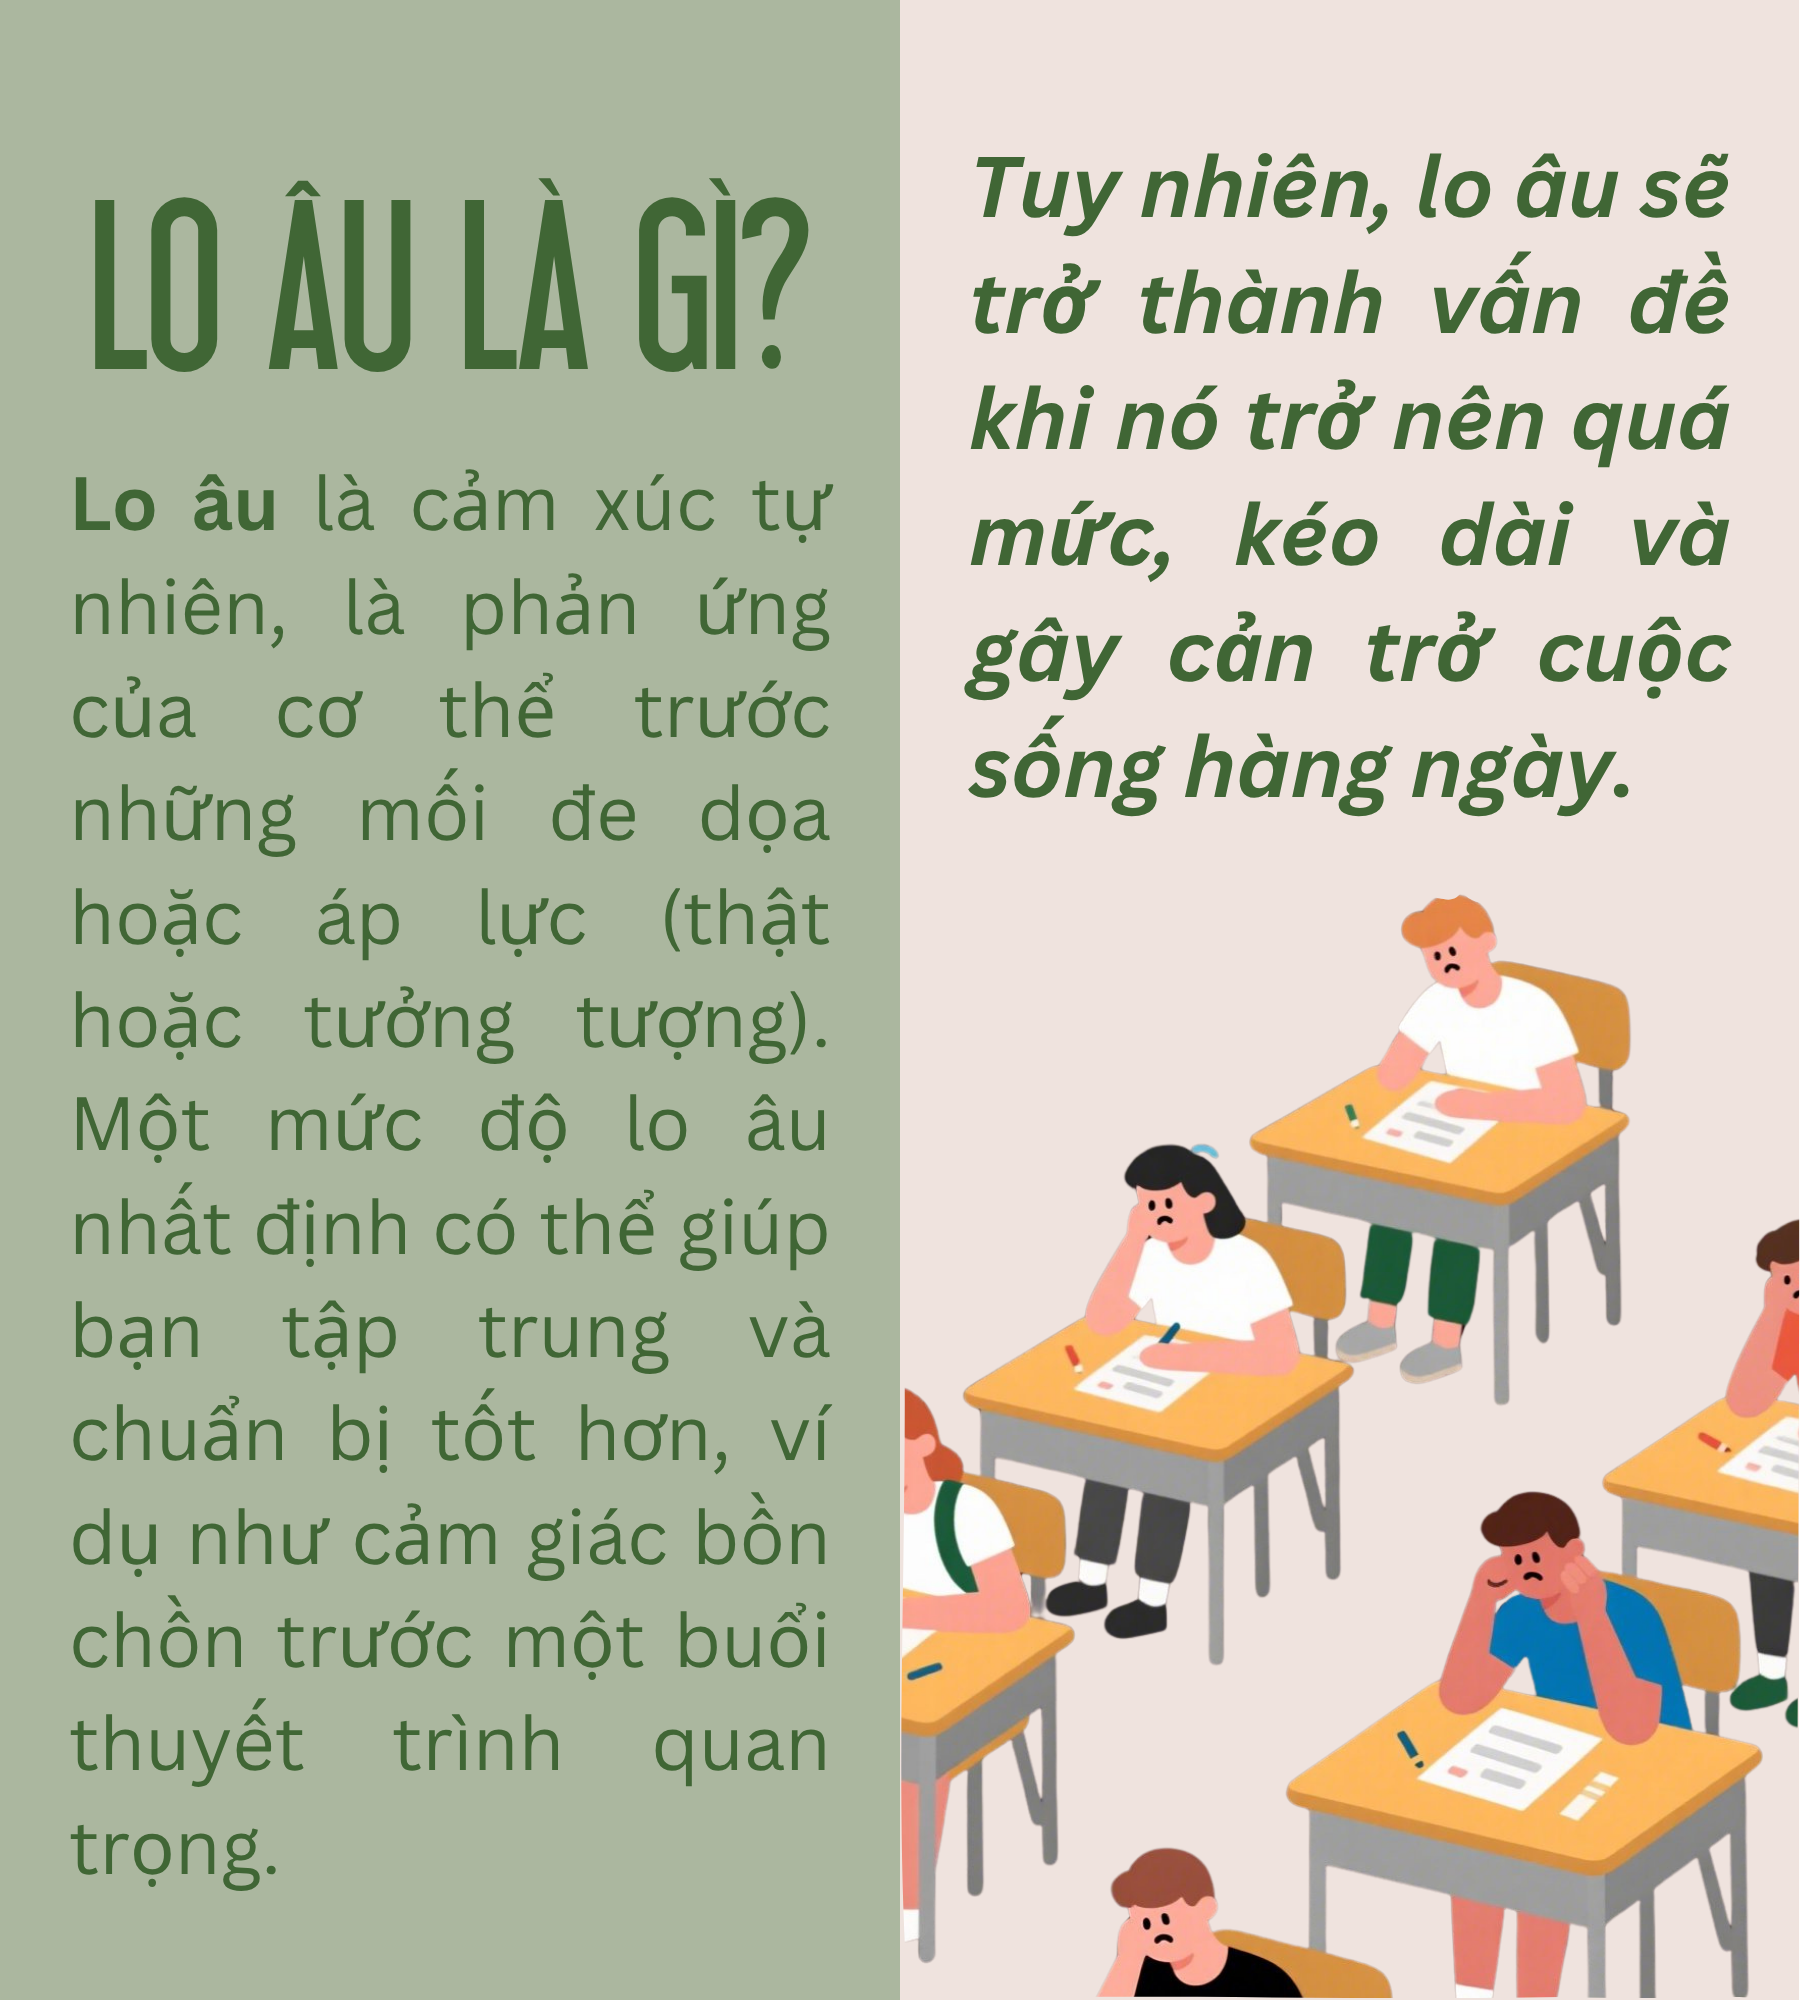 LO ÂU LÀ GÌ?
Lo âu là cảm xúc tự
nhiên, là phản ứng
của cơ thể trước
những mối đe dọa
hoặc áp lực (thật
hoặc tưởng tượng).
Một mức độ lo âu
nhất định có thể giúp
bạn tập trung và
chuẩn bị tốt hơn, ví
dụ như cảm giác bồn
chồn trước một buổi
thuyết trình quan
trọng.
Tuy nhiên, lo âu sẽ
trở thành vấn đề
khi nó trở nên quá
mức, kéo dài và
gây cản trở cuộc
sống hàng ngày.